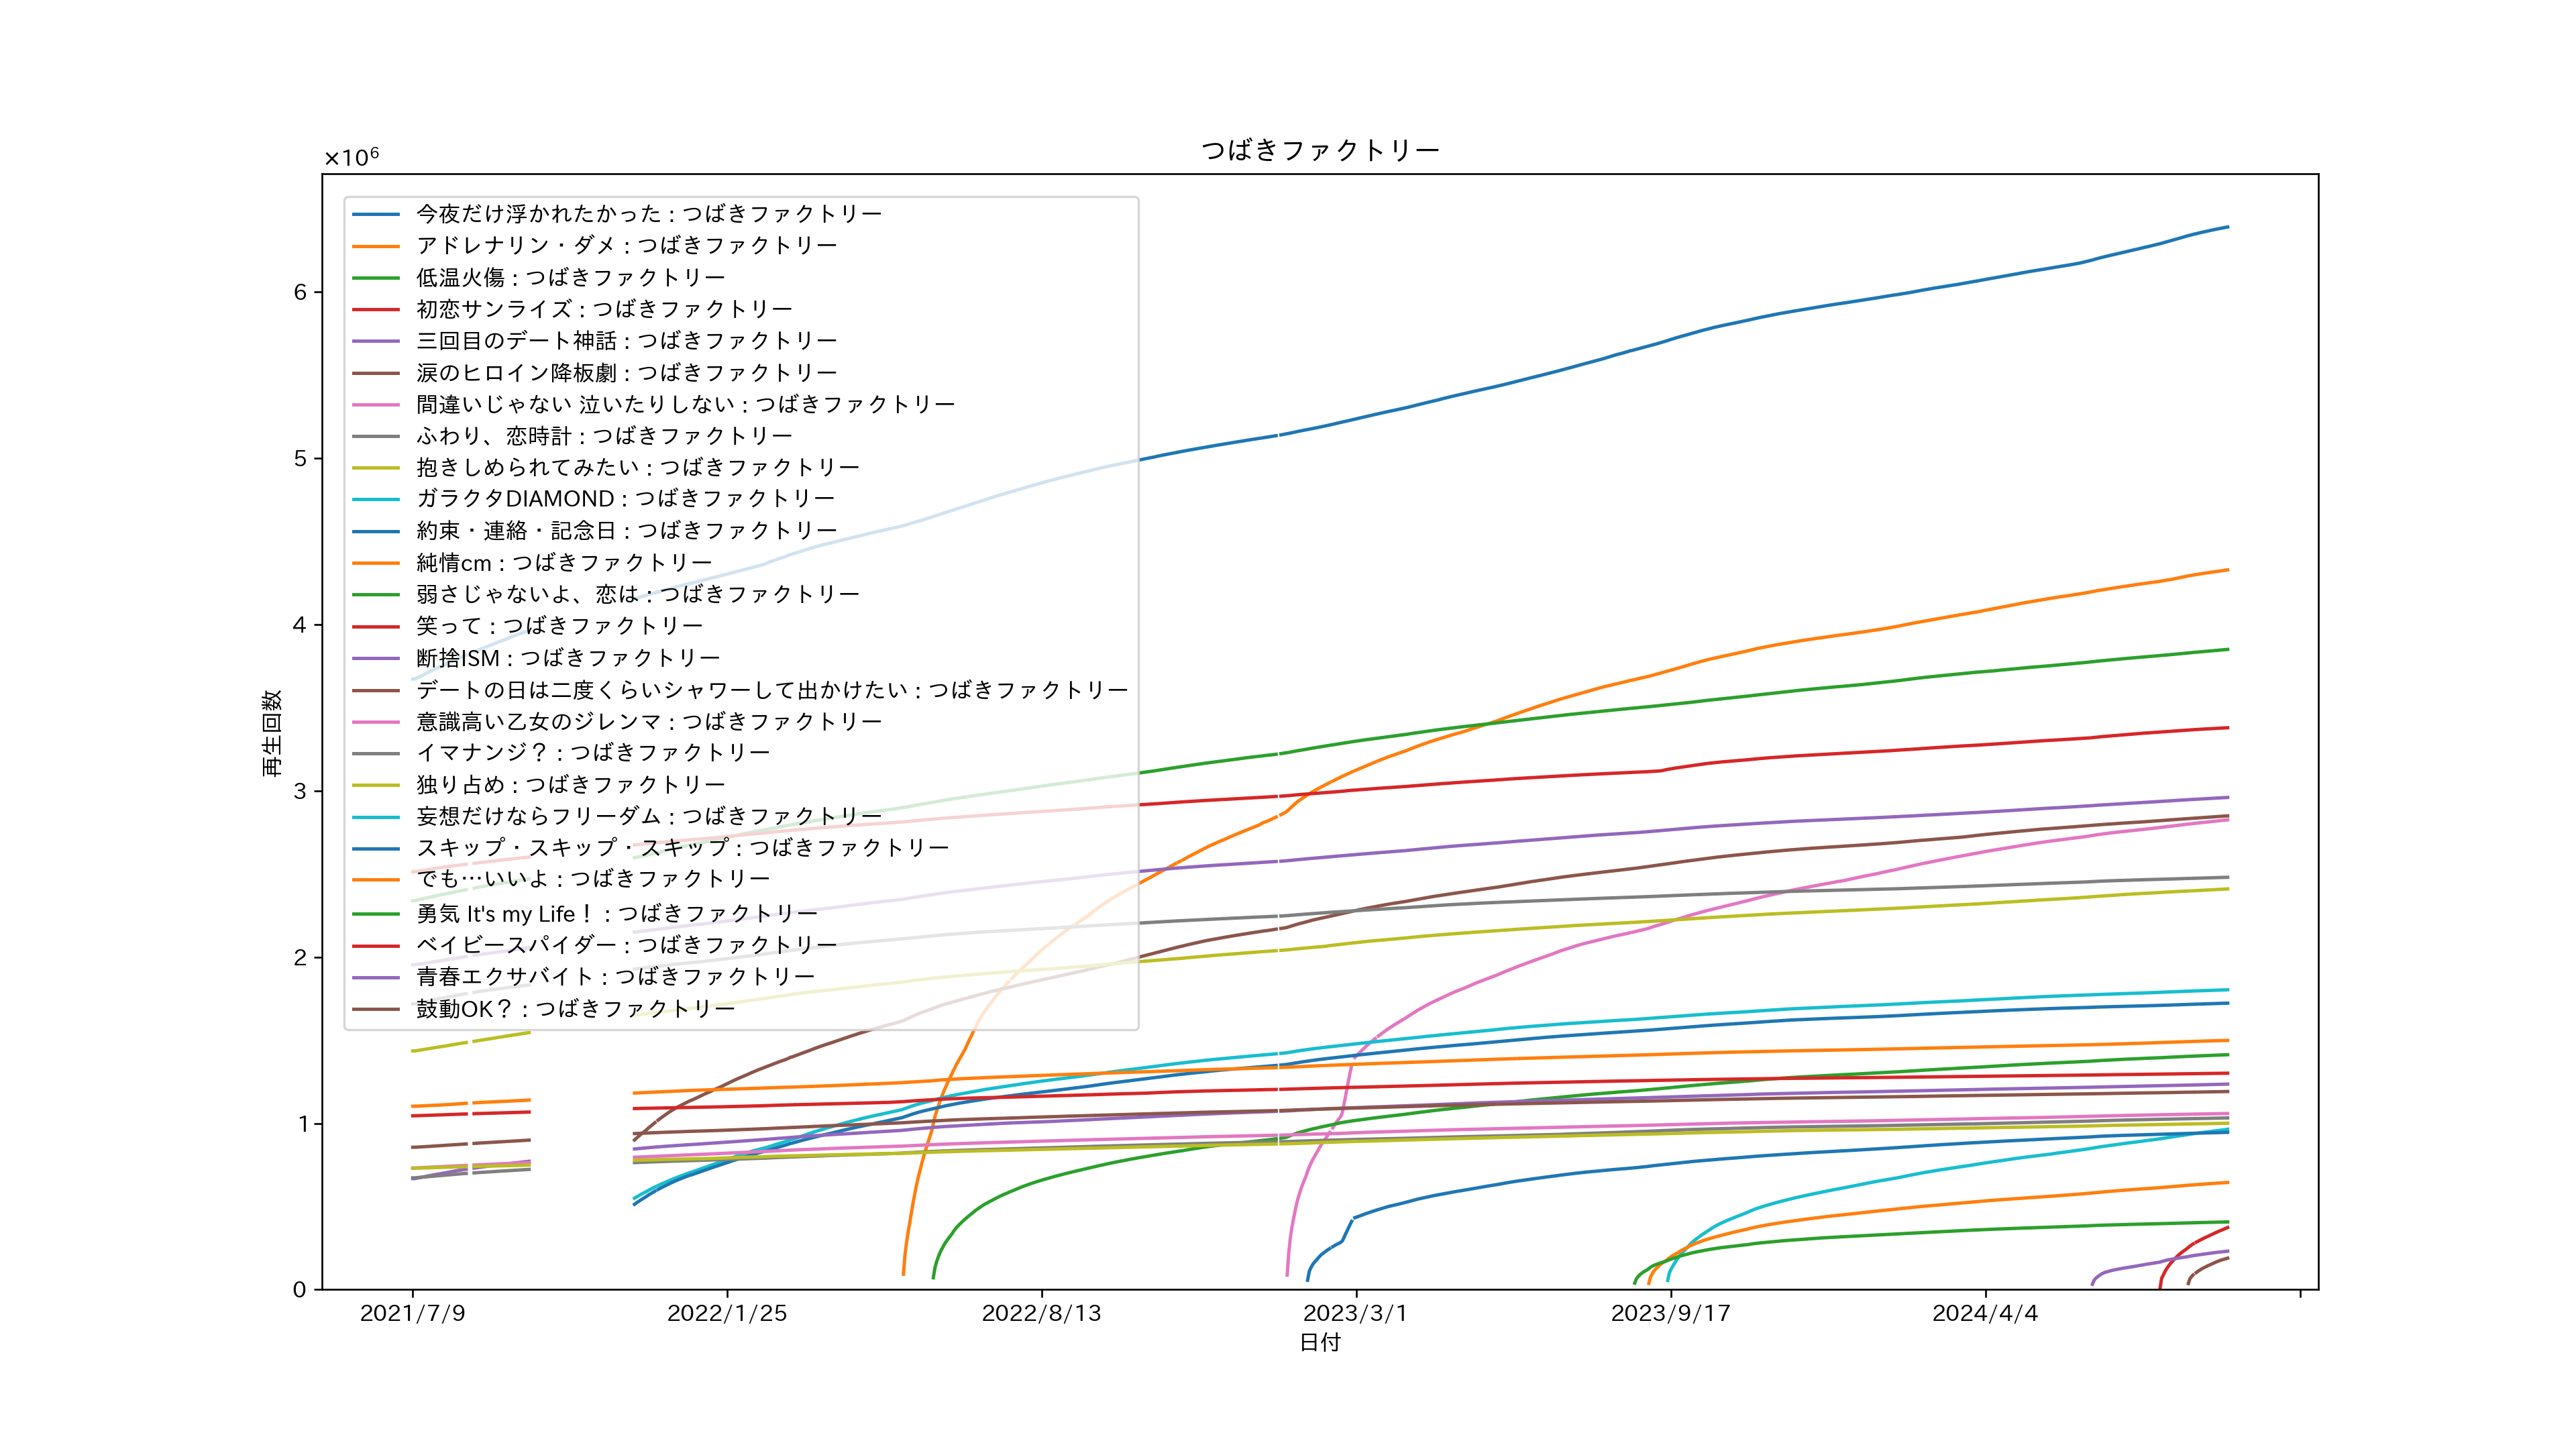 つばきファクトリー
×10⁶
今夜だけ浮かれたかった : つばきファクトリー
アドレナリン・ダメ : つばきファクトリー
低温火傷 : つばきファクトリー
初恋サンライズ : つばきファクトリー
三回目のデート神話 : つばきファクトリー
涙のヒロイン降板劇 : つばきファクトリー
間違いじゃない 泣いたりしない : つばきファクトリー
ふわり、恋時計 : つばきファクトリー
抱きしめられてみたい : つばきファクトリー
ガラクタDIAMOND : つばきファクトリー
約束・連絡・記念日 : つばきファクトリー
純情cm : つばきファクトリー
弱さじゃないよ、恋は : つばきファクトリー
笑って : つばきファクトリー
断捨ISM : つばきファクトリー
デートの日は二度くらいシャワーして出かけたい : つばきファクトリー
意識高い乙女のジレンマ : つばきファクトリー
イマナンジ？ : つばきファクトリー
独り占め : つばきファクトリー
妄想だけならフリーダム : つばきファクトリー
スキップ・スキップ・スキップ : つばきファクトリー
でも…いいよ : つばきファクトリー
勇気 It's my Life！ : つばきファクトリー
ベイビースパイダー : つばきファクトリー
青春エクサバイト : つばきファクトリー
鼓動OK？ : つばきファクトリー
再生回数
6
5
4
3
2
1
0
2021/7/9
2022/1/25
2022/8/13
2023/3/1
2023/9/17
2024/4/4
日付